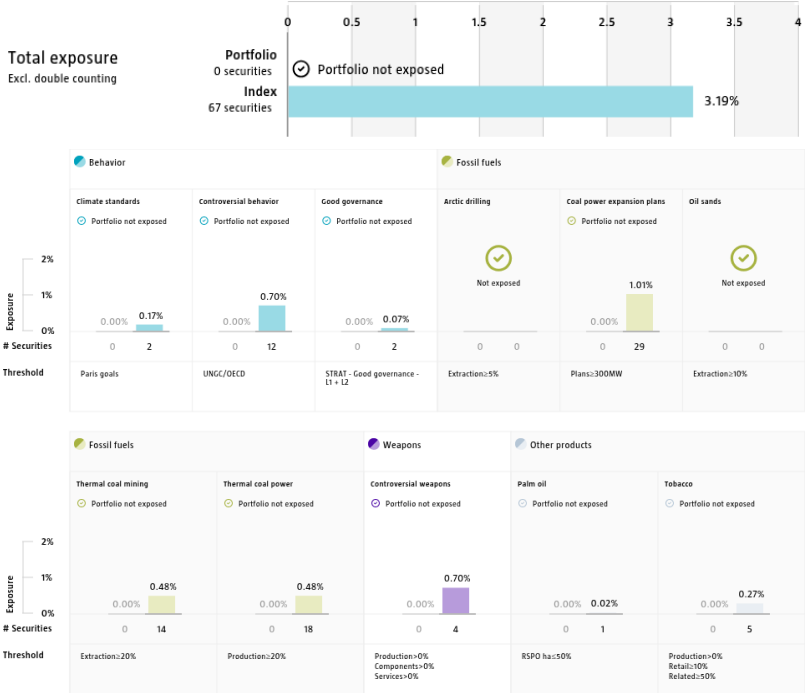 0 0.5 1 1.5 2 2.5 3 3.5 4
Total exposure
Excl. double counting
Portfolio
0 securities
Portfolio not exposed
Index
67 securities
3.19%
Behavior
Fossil fuels
Climate standards Controversial behavior Good governance Arctic drilling Coal power expansion plans Oil sands
Portfolio not exposed Portfolio not exposed Portfolio not exposed Portfolio not exposed
Not exposed Not exposed
Exposure
2%
1%
0%
0.00% 0.17% 0.00% 0.70% 0.00% 0.07% 0.00% 1.01%
# Securities 0 2 0 12 0 2 0 0 0 29 0 0
Threshold Paris goals UNGC/OECD STRAT - Good governance - Extraction≥5% Plans≥300MW Extraction≥10%
L1 + L2
Fossil fuels Weapons Other products
Thermal coal mining Thermal coal power Controversial weapons Palm oil Tobacco
Portfolio not exposed Portfolio not exposed Portfolio not exposed Portfolio not exposed Portfolio not exposed
Exposure
2%
1%
0%
0.00% 0.48% 0.00% 0.48% 0.00% 0.70% 0.00% 0.02% 0.00% 0.27%
# Securities 0 14 0 18 0 4 0 1 0 5
Threshold Extraction≥20% Production≥20% Production>0% RSPO ha≤50% Production>0%
Components>0% Retail≥10%
Services>0% Related≥50%